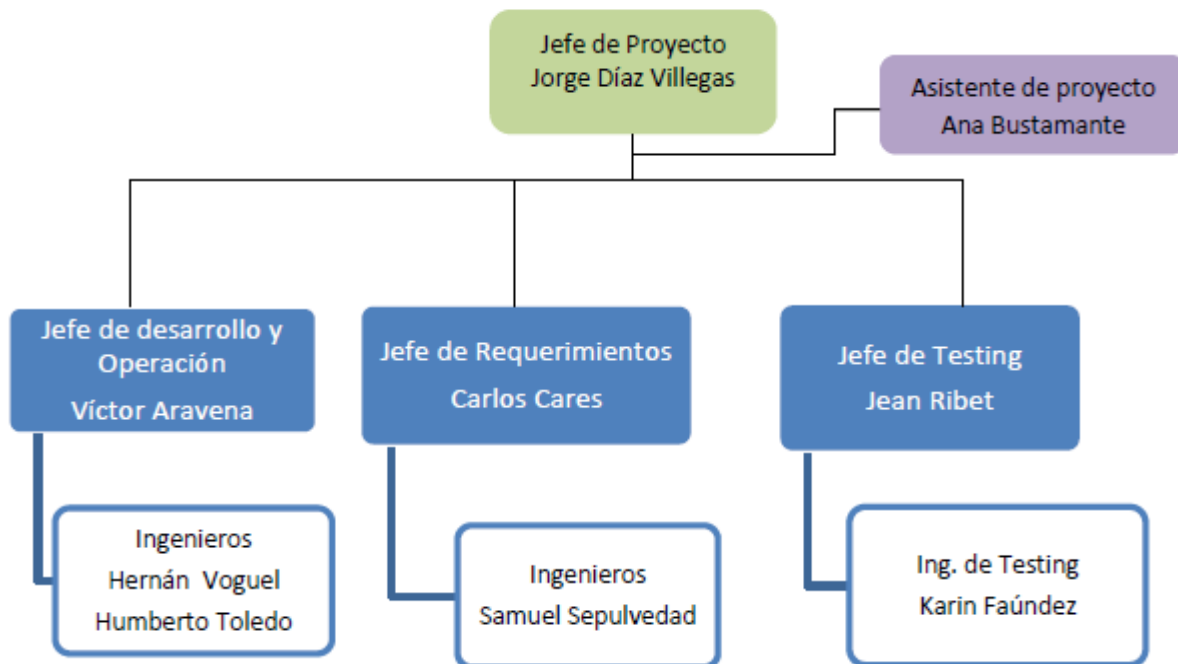 Jefe de Proyecto
Jorge Díaz Villegas
Asistente de proyecto
Ana Bustamante
Jefe de desarrollo y
Operación
Víctor Aravena
Jefe de Requerimientos
Carlos Cares
Jefe de Testing
Jean Ribet
Ingenieros
Hernán Voguel
Humberto Toledo
Ingenieros
Samuel Sepulvedad
Ing. de Testing
Karin Faúndez